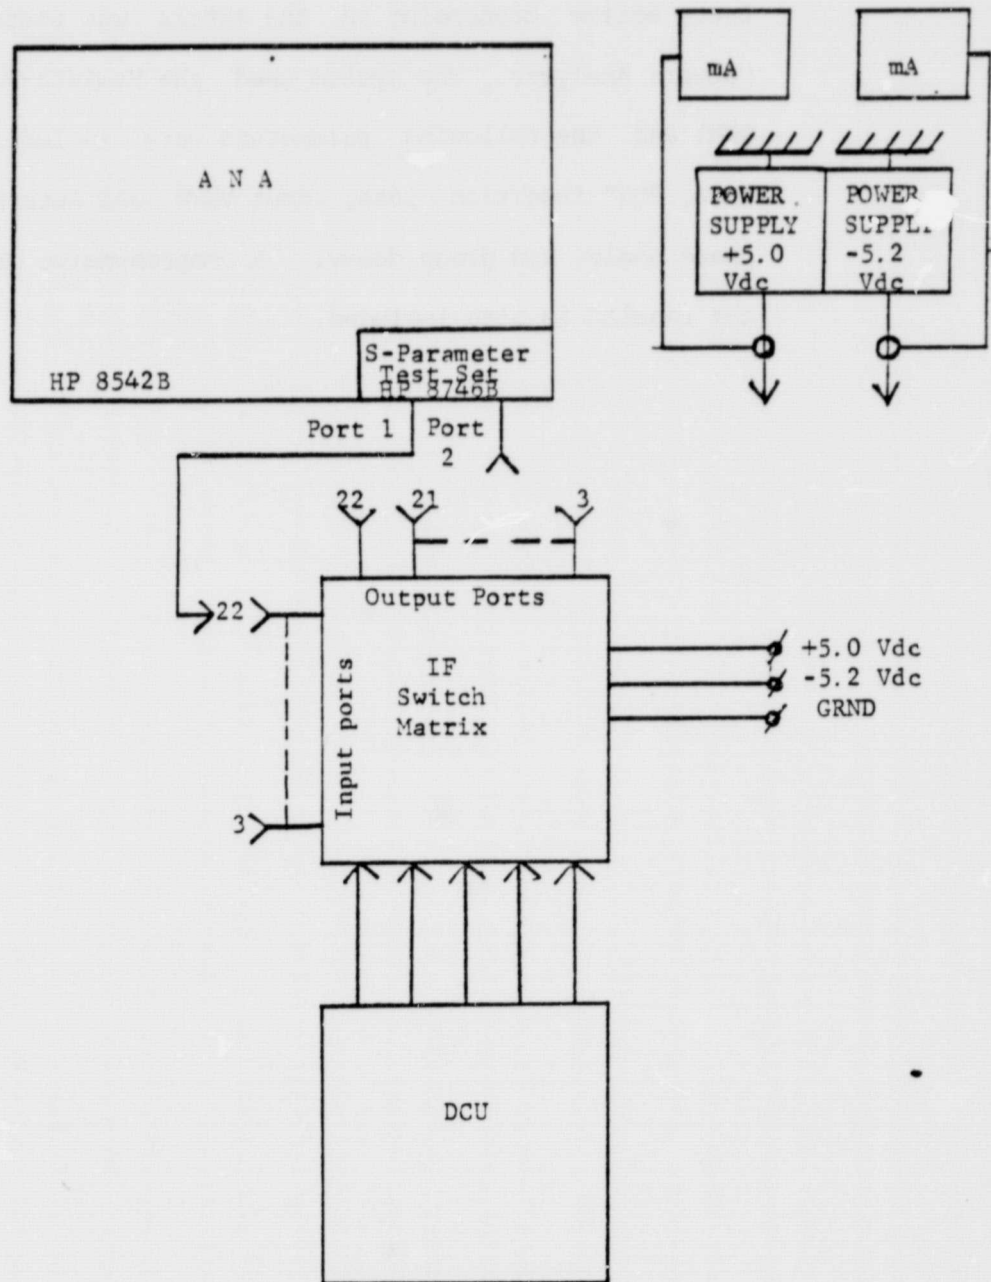 mA
mA
A N A
POWER
SUPPLY
+5.0
Vdc
POWER
-5.2
Vdc
S-Parameter
Test Set
HP 8746B
HP 8542B
Port 1
Port
2
22
21
3
Output Ports
22
Input ports
IF
Switch
Matrix
+5.0 Vdc
-5.2 Vdc
GRND
3
DCU